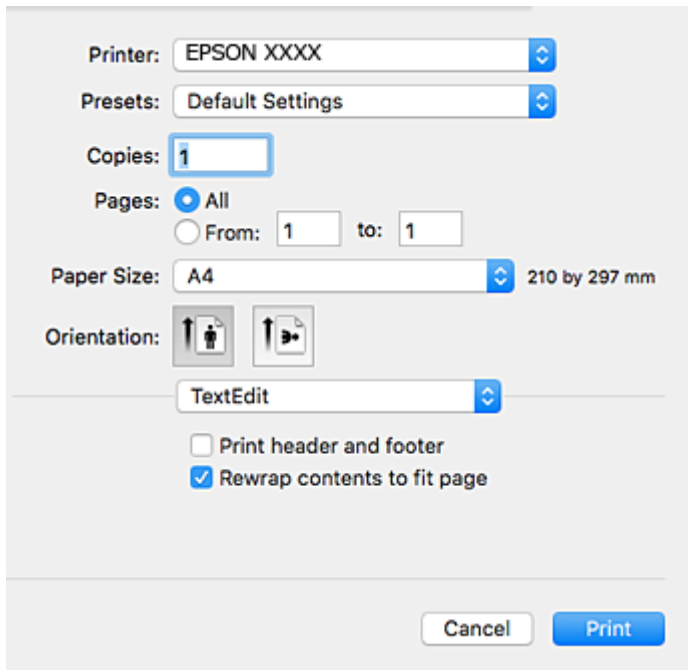 Printer: EPSON XXXX
Presets: Default Settings
Copies: 1
Pages: All
From: 1 to: 1
Paper Size: A4 210 by 297 mm
Orientation:
TextEdit
Print header and footer
Rewrap contents to fit page
Cancel Print